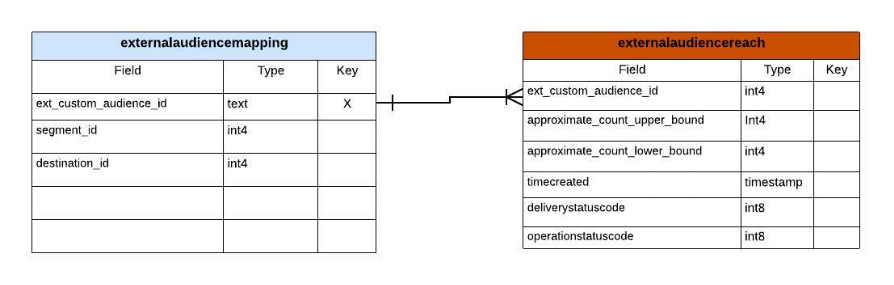 externalaudiencemapping
Field Type Key
ext_custom_audience_id text X
segment_id int4
destination_id int4
externalaudiencereach
Field Type Key
ext_custom_audience_id int4
approximate_count_upper_bound Int4
approximate_count_lower_bound int4
timecreated timestamp
deliverystatuscode int8
operationstatuscode int8